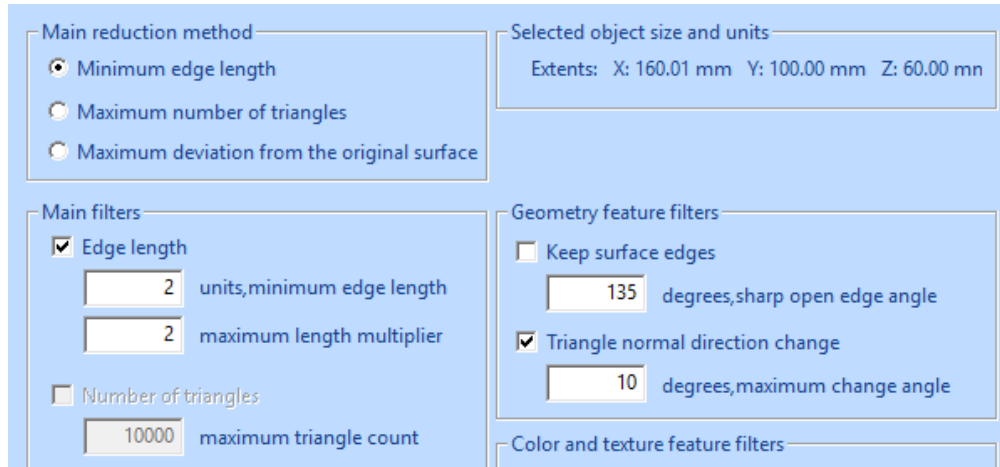 Main reduction method
Minimum edge length
Maximum number of triangles
Maximum deviation from the original surface
Selected object size and units
Extents: X: 160.01 mm Y: 100.00 mm Z: 60.00 mn
Main filters
Edge length
2 units,minimum edge length
2 maximum length multiplier
Number of triangles
10000 maximum triangle count
Geometry feature filters
Keep surface edges
135 degrees,sharp open edge angle
Triangle normal direction change
10 degrees,maximum change angle
Color and texture feature filters